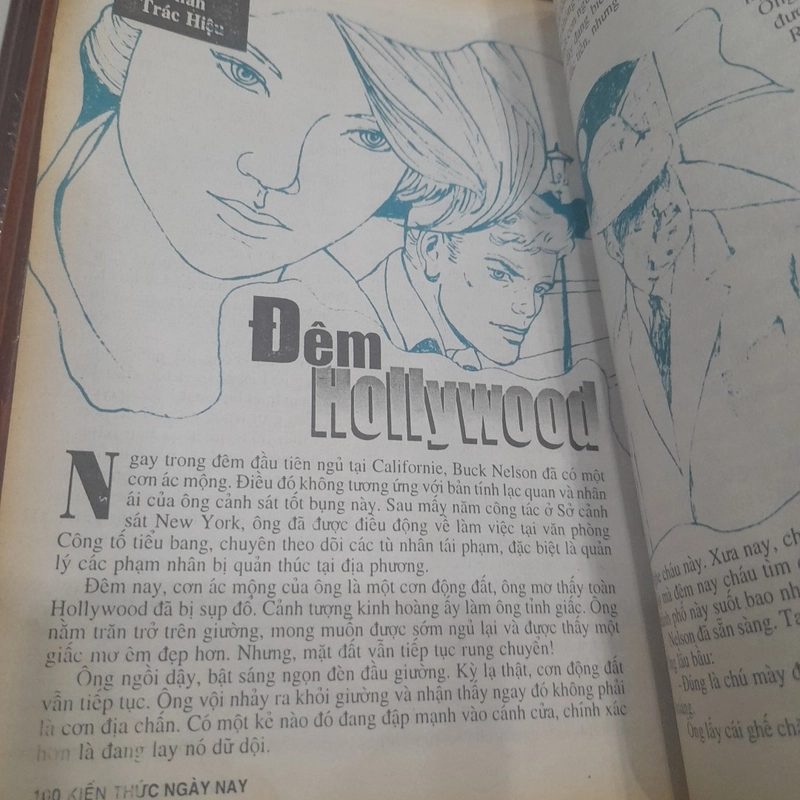 Trác Hiệu
Đêm
Hollywood
Ngay trong đêm đầu tiên ngủ tại Californie, Buck Nelson đã có một
cơn ác mộng. Điều đó không tương ứng với bản tính lạc quan và nhân
ái của ông cảnh sát tốt bụng này. Sau mấy năm công tác ở Sở cảnh
sát New York, ông đã được điều động về làm việc tại văn phòng
Công tố tiểu bang, chuyên theo dõi các tù nhân tái phạm, đặc biệt là quản
lý các phạm nhân bị quản thúc tại địa phương.
Đêm nay, cơn ác mộng của ông là một cơn động đất, ông mơ thấy toàn
Hollywood đã bị sụp đổ. Cảnh tượng kinh hoàng ấy làm ông tỉnh giấc. Ông
nằm trăn trở trên giường, mong muốn được sớm ngủ lại và được thấy một
giấc mơ êm đẹp hơn. Nhưng, mặt đất vẫn tiếp tục rung chuyển!
Ông ngồi dậy, bật sáng ngọn đèn đầu giường. Kỳ lạ thật, cơn động đất
vẫn tiếp tục. Ông vội nhảy ra khỏi giường và nhận thấy ngay đó không phải
là cơn địa chấn. Có một kẻ nào đó đang đập mạnh vào cánh cửa, chính xác
hơn là đang lay nó dữ dội.
100 KIẾN THỨC NGÀY NAY
tiên, nhưng
Ông
đượ
cháu này. Xưa nay, ch
mà đêm nay cháu tìm
phố này suốt bao nh
Nelson đã sẵn sàng. Tạ
lầu bầu:
- Đúng là chú mày đ
Ông lấy cái ghế ch